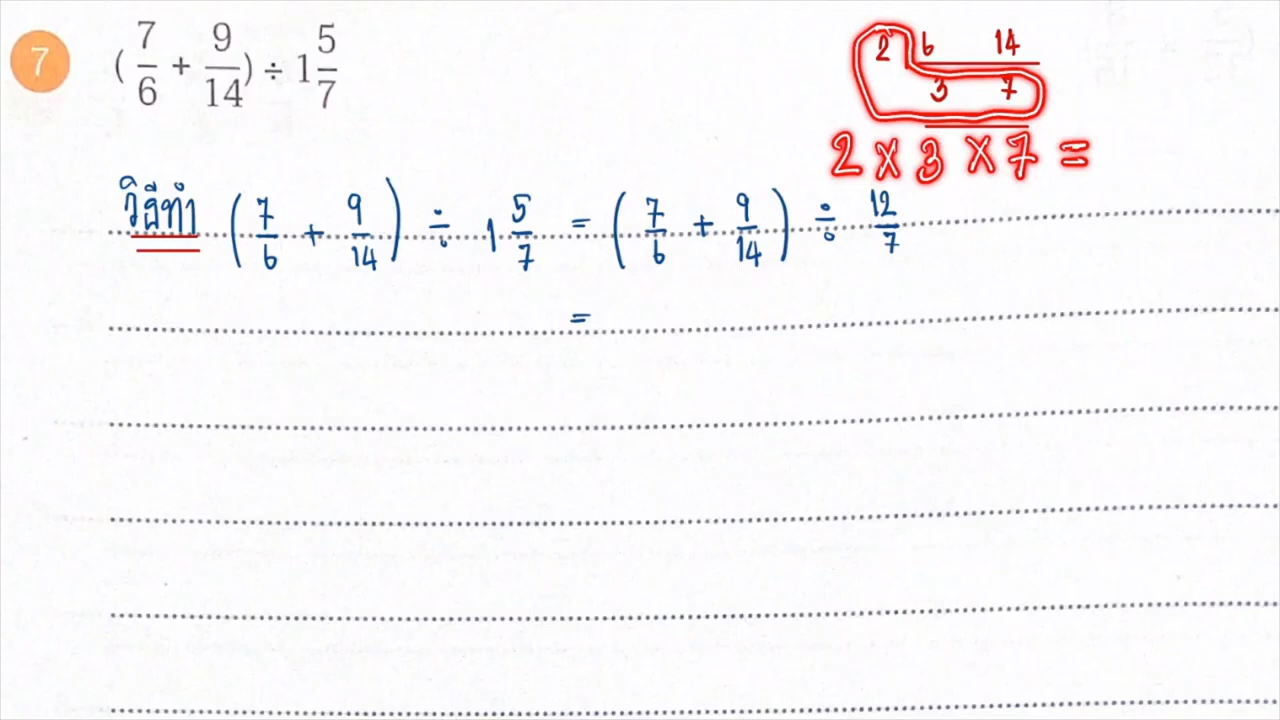 7 (7/6 + 9/14) ÷ 1 5/7
2 6 14
3 7
2 × 3 × 7 =
วิธีทำ (7/6 + 9/14) ÷ 1 5/7 = (7/6 + 9/14) ÷ 12/7
=